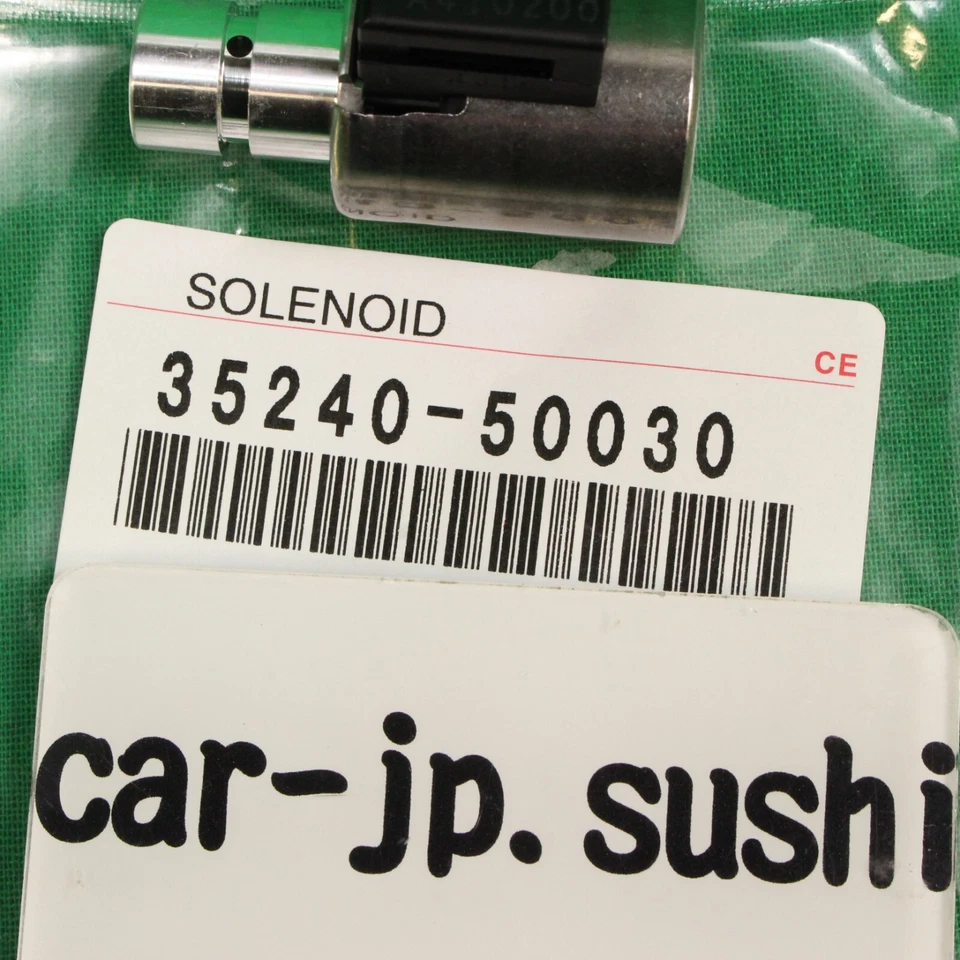 SOLENOID
CE
35240-50030
car-jp.sushi